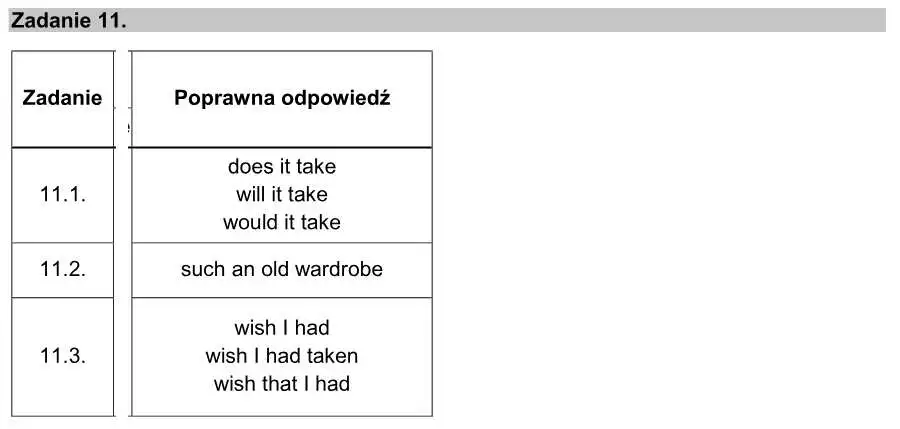 Zadanie 11.
Zadanie
Poprawna odpowiedź
11.1.
does it take
will it take
would it take
11.2.
such an old wardrobe
11.3.
wish I had
wish I had taken
wish that I had